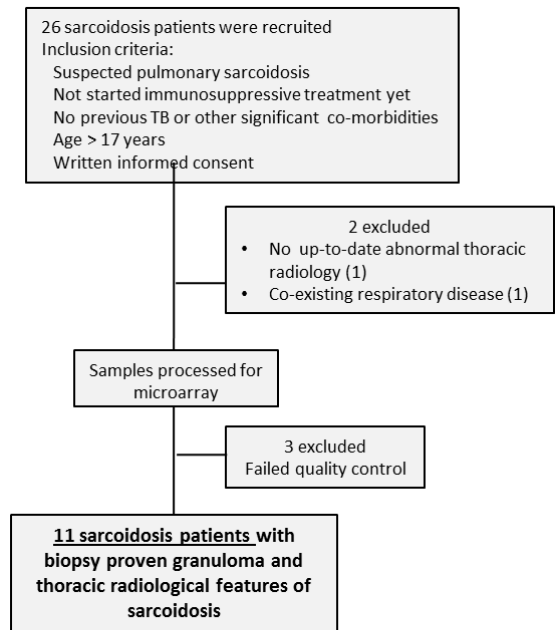 26 sarcoidosis patients were recruited
Inclusion criteria:
Suspected pulmonary sarcoidosis
Not started immunosuppressive treatment yet
No previous TB or other significant co-morbidities
Age > 17 years
Written informed consent
2 excluded
• No up-to-date abnormal thoracic
radiology (1)
• Co-existing respiratory disease (1)
Samples processed for
microarray
3 excluded
Failed quality control
11 sarcoidosis patients with
biopsy proven granuloma and
thoracic radiological features of
sarcoidosis